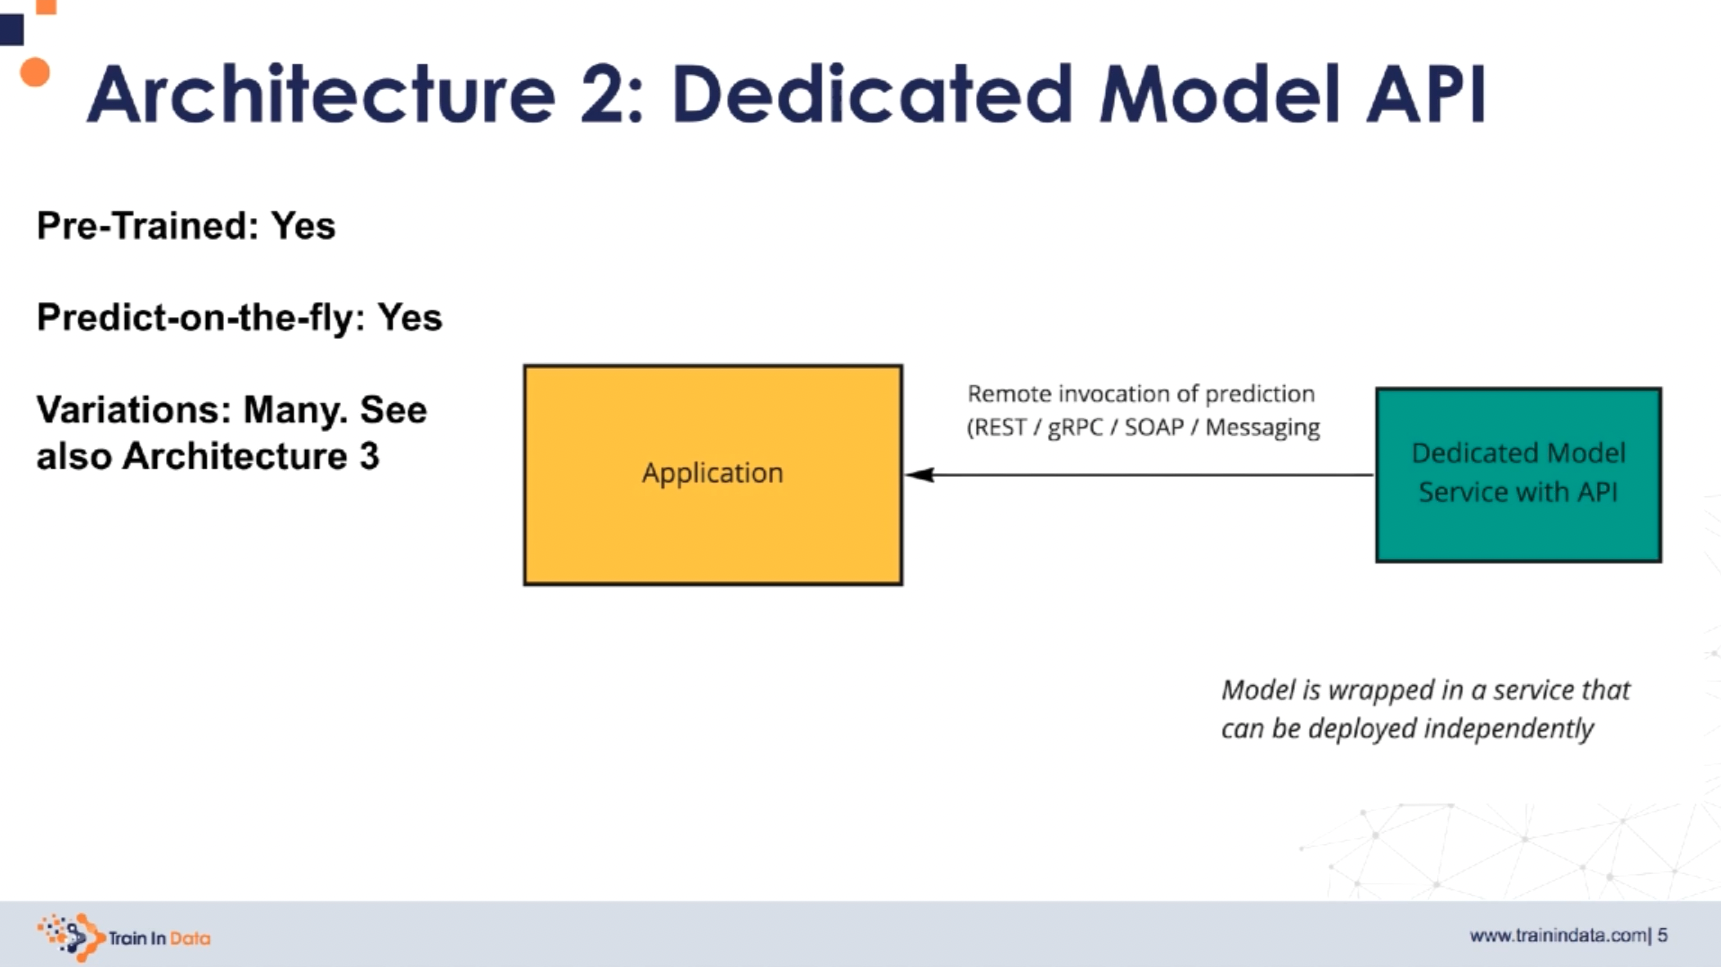 Architecture 2: Dedicated Model API
Pre-Trained: Yes
Predict-on-the-fly: Yes
Variations: Many. See
also Architecture 3
Application
Remote invocation of prediction
(REST / gRPC / SOAP / Messaging
Dedicated Model
Service with API
Model is wrapped in a service that
can be deployed independently
Train In Data
www.trainindata.com| 5